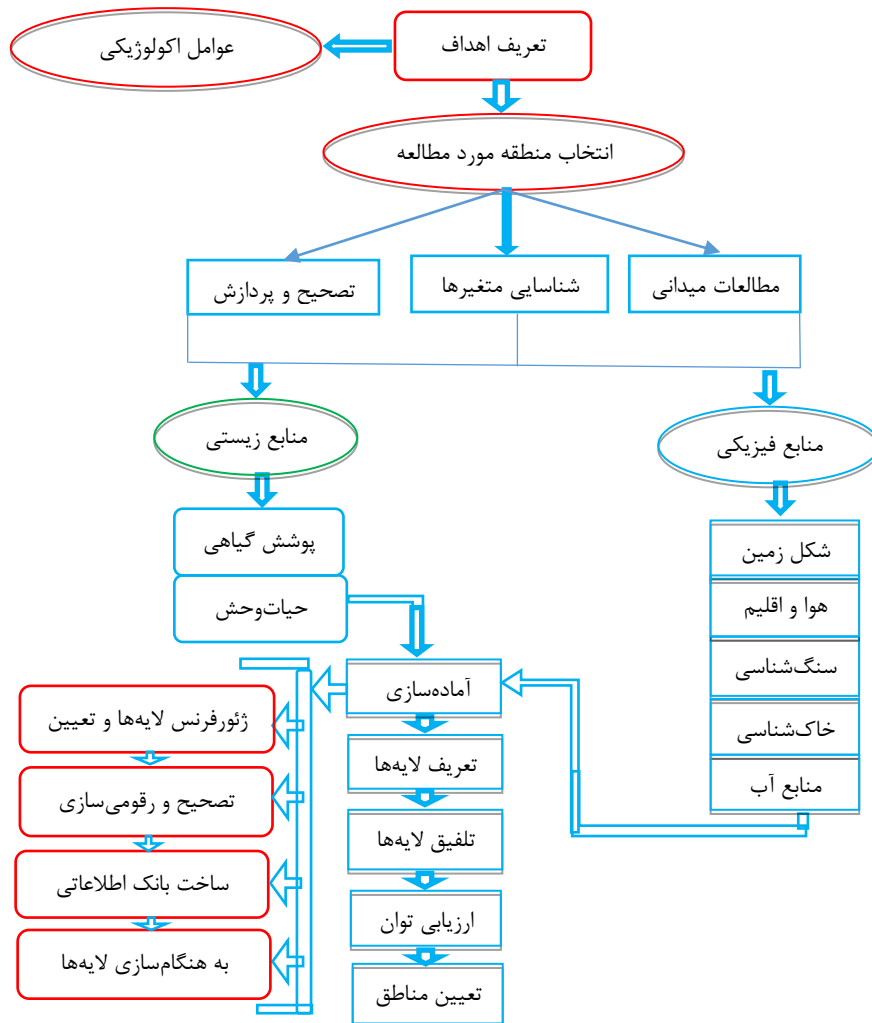 تعریف اهداف
عوامل اکولوژیکی
انتخاب منطقه مورد مطالعه
مطالعات میدانی
شناسایی متغیرها
تصحیح و پردازش
منابع فیزیکی
منابع زیستی
شکل زمین
هوا و اقلیم
سنگ‌شناسی
خاک‌شناسی
منابع آب
پوشش گیاهی
حیات‌وحش
آماده‌سازی
تعریف لایه‌ها
تلفیق لایه‌ها
ارزیابی توان
تعیین مناطق
ژئورفرنس لایه‌ها و تعیین
تصحیح و رقومی‌سازی
ساخت بانک اطلاعاتی
به هنگام‌سازی لایه‌ها